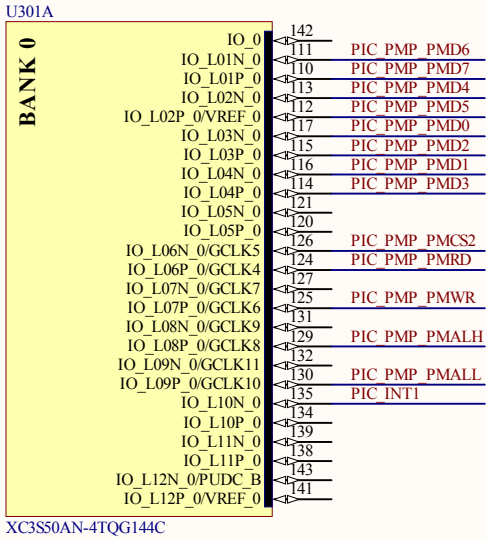 U301A
BANK 0
IO_0 142
IO_L01N_0 111 PIC_PMP_PMD6
IO_L01P_0 110 PIC_PMP_PMD7
IO_L02N_0 113 PIC_PMP_PMD4
IO_L02P_0/VREF_0 112 PIC_PMP_PMD5
IO_L03N_0 117 PIC_PMP_PMD0
IO_L03P_0 115 PIC_PMP_PMD2
IO_L04N_0 116 PIC_PMP_PMD1
IO_L04P_0 114 PIC_PMP_PMD3
IO_L05N_0 121
IO_L05P_0 120
IO_L06N_0/GCLK5 126 PIC_PMP_PMCS2
IO_L06P_0/GCLK4 124 PIC_PMP_PMRD
IO_L07N_0/GCLK7 127
IO_L07P_0/GCLK6 125 PIC_PMP_PMWR
IO_L08N_0/GCLK9 131
IO_L08P_0/GCLK8 129 PIC_PMP_PMALH
IO_L09N_0/GCLK11 132
IO_L09P_0/GCLK10 130 PIC_PMP_PMALL
IO_L10N_0 135 PIC_INT1
IO_L10P_0 134
IO_L11N_0 139
IO_L11P_0 138
IO_L12N_0/PUDC_B 143
IO_L12P_0/VREF_0 141
XC3S50AN-4TQG144C